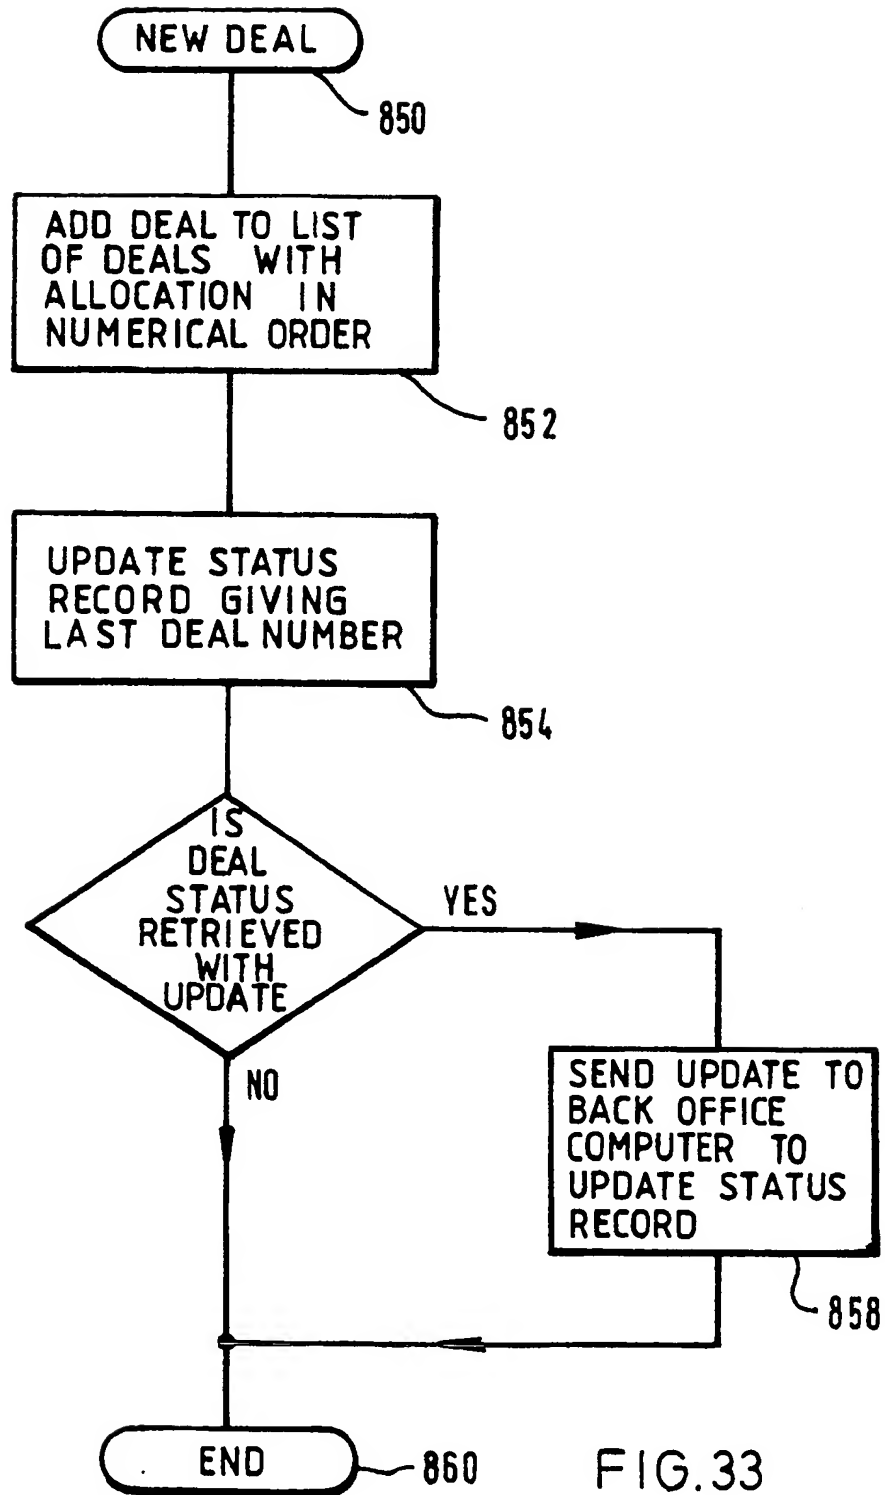 NEW DEAL
850
ADD DEAL TO LIST
OF DEALS WITH
ALLOCATION IN
NUMERICAL ORDER
852
UPDATE STATUS
RECORD GIVING
LAST DEAL NUMBER
854
IS
DEAL
STATUS
RETRIEVED
WITH
UPDATE
YES
NO
SEND UPDATE TO
BACK OFFICE
COMPUTER TO
UPDATE STATUS
RECORD
858
END
860
FIG.33